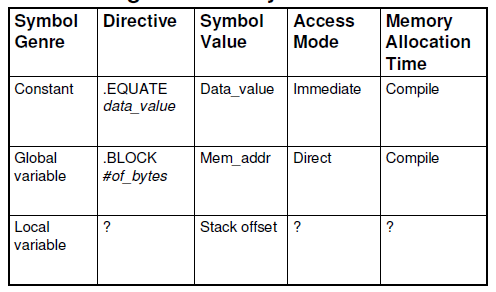 Symbol Directive Symbol Access Memory
Genre Value Mode Allocation
Time
Constant .EQUATE Data_value Immediate Compile
data_value
Global .BLOCK Mem_addr Direct Compile
variable #of_bytes
Local ? Stack offset ? ?
variable